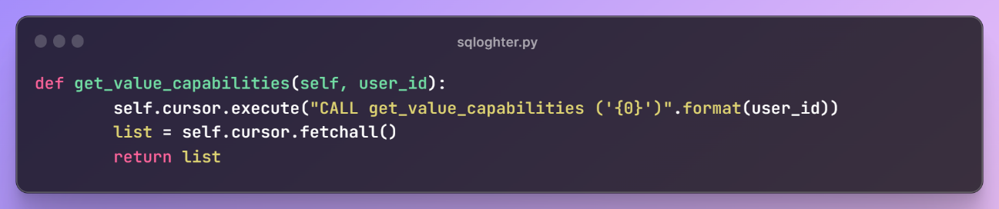 sqloghter.py
def get_value_capabilities(self, user_id):
        self.cursor.execute("CALL get_value_capabilities ('{0}')".format(user_id))
        list = self.cursor.fetchall()
        return list